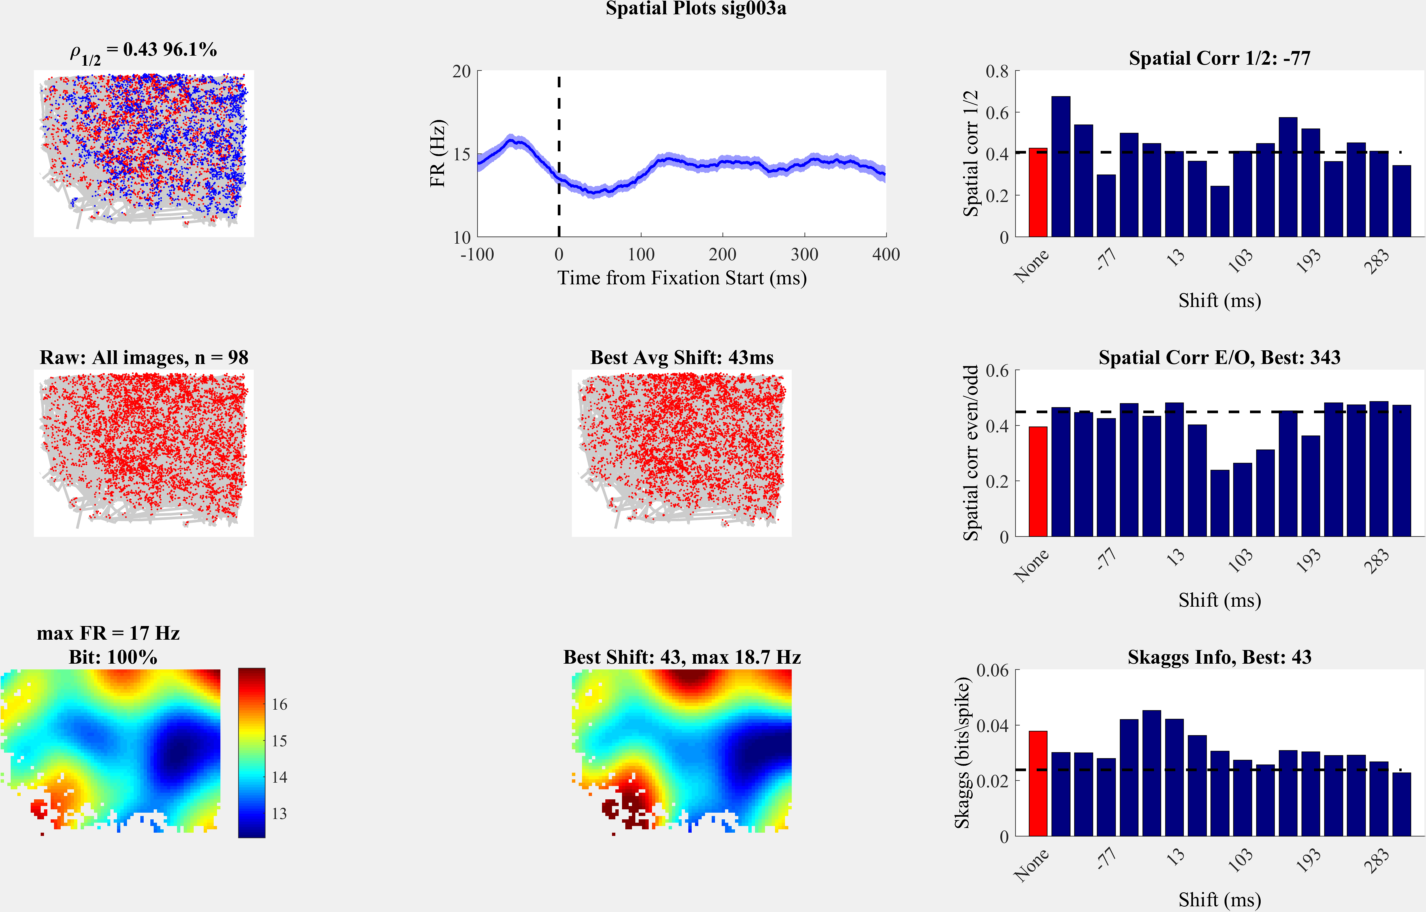 Spatial Plots sig003a
ρ1/2 = 0.43 96.1%
20
15
10
FR (Hz)
-100 0 100 200 300 400
Time from Fixation Start (ms)
Spatial Corr 1/2: -77
0.8
0.6
0.4
0.2
0
Spatial corr 1/2
None -77 13 103 193 283
Shift (ms)
Raw: All images, n = 98
Best Avg Shift: 43ms
Spatial Corr E/O, Best: 343
0.6
0.4
0.2
0
Spatial corr even/odd
None -77 13 103 193 283
Shift (ms)
max FR = 17 Hz
Bit: 100%
16
15
14
13
Best Shift: 43, max 18.7 Hz
Skaggs Info, Best: 43
0.06
0.04
0.02
0
Skaggs (bits\spike)
None -77 13 103 193 283
Shift (ms)